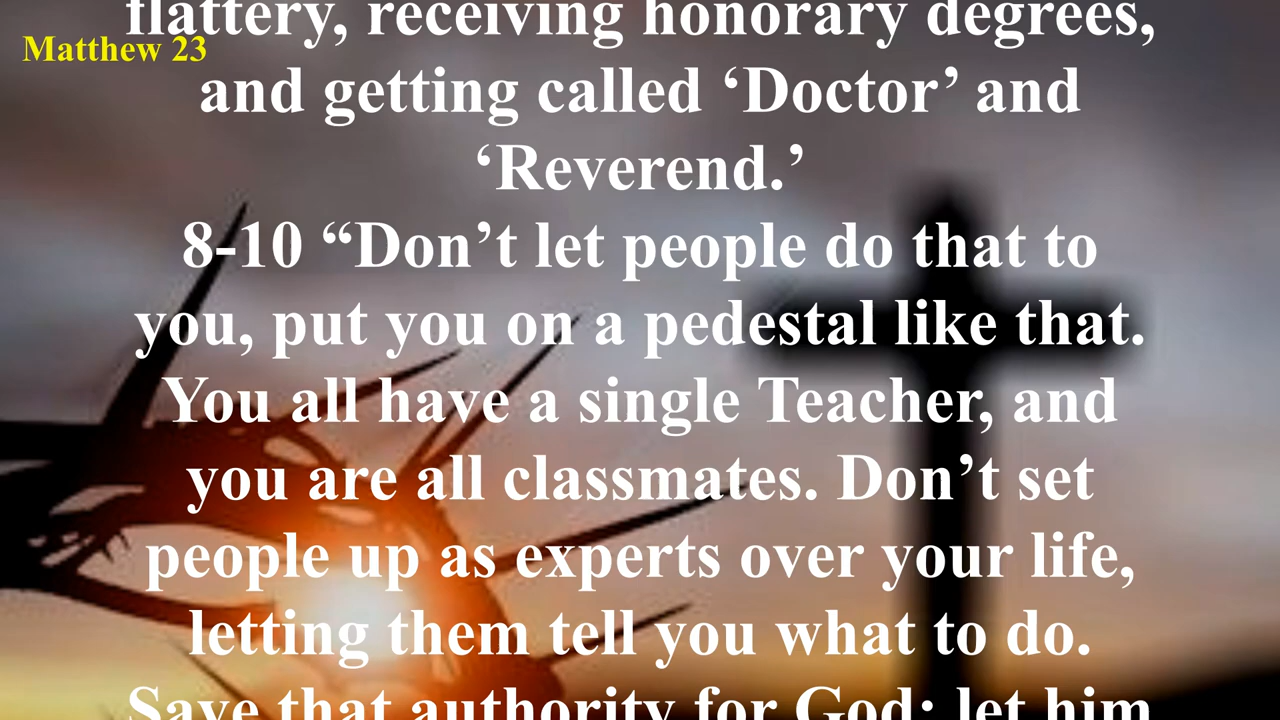 flattery, receiving honorary degrees,
Matthew 23
and getting called ‘Doctor’ and
‘Reverend.’
8-10 “Don’t let people do that to
you, put you on a pedestal like that.
You all have a single Teacher, and
you are all classmates. Don’t set
people up as experts over your life,
letting them tell you what to do.
Save that authority for God; let him